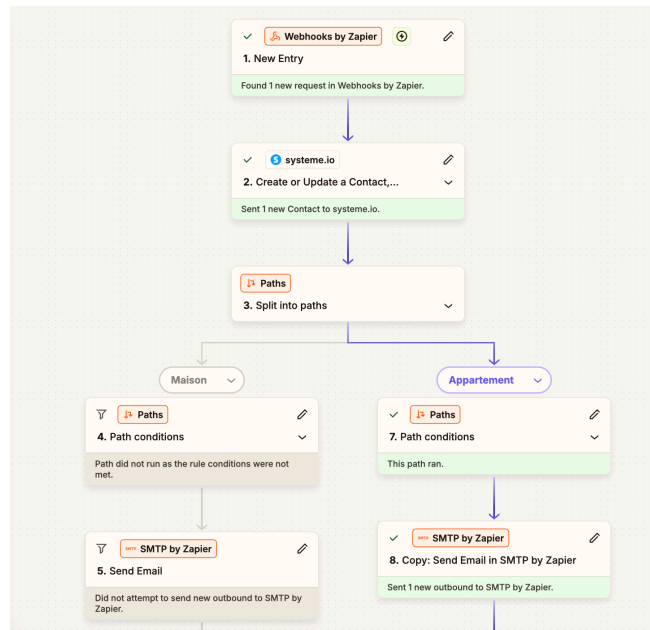 Webhooks by Zapier
1. New Entry
Found 1 new request in Webhooks by Zapier.
systeme.io
2. Create or Update a Contact,...
Sent 1 new Contact to systeme.io.
Paths
3. Split into paths
Maison
Appartement
Paths
4. Path conditions
Path did not run as the rule conditions were not
met.
Paths
7. Path conditions
This path ran.
SMTP by Zapier
5. Send Email
Did not attempt to send new outbound to SMTP by
Zapier.
SMTP by Zapier
8. Copy: Send Email in SMTP by Zapier
Sent 1 new outbound to SMTP by Zapier.